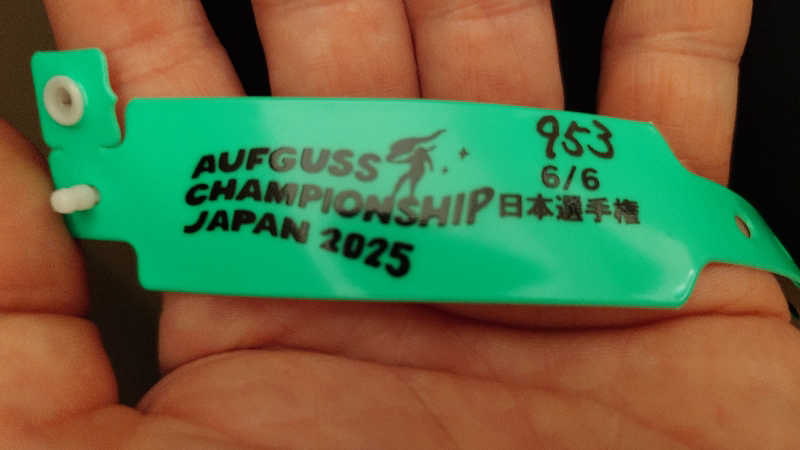 AUFGUSS
CHAMPIONSHIP
JAPAN 2025
953
6/6
日本選手権